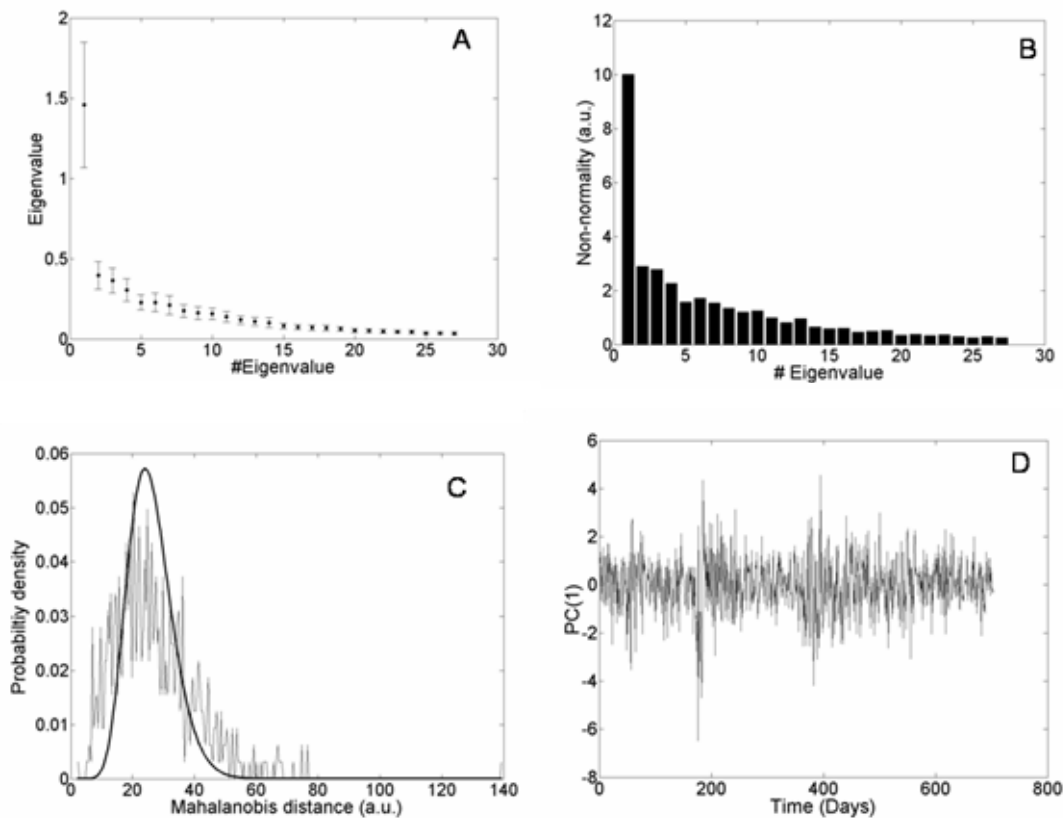 A
2
1.5
1
0.5
0
Eigenvalue
0 5 10 15 20 25 30
#Eigenvalue
B
12
10
8
6
4
2
0
Non-normality (a.u.)
0 5 10 15 20 25 30
# Eigenvalue
C
0.06
0.05
0.04
0.03
0.02
0.01
0
Probabiltiy density
0 20 40 60 80 100 120 140
Mahalanobis distance (a.u.)
D
6
4
2
0
-2
-4
-6
-8
PC(1)
0 200 400 600 800
Time (Days)